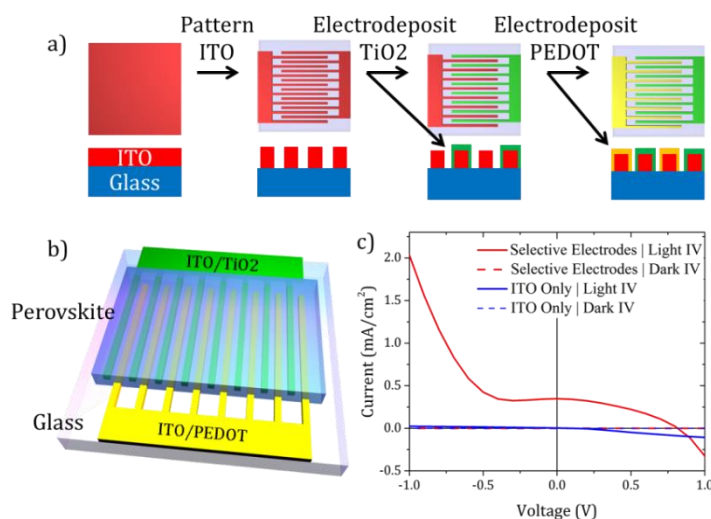 a)
Pattern
ITO
Electrodeposit
TiO2
Electrodeposit
PEDOT
ITO
Glass
b)
ITO/TiO2
Perovskite
Glass
ITO/PEDOT
c)
Selective Electrodes | Light IV
Selective Electrodes | Dark IV
ITO Only | Light IV
ITO Only | Dark IV
Current (mA/cm²)
2.0
1.5
1.0
0.5
0.0
-0.5
-1.0 -0.5 0.0 0.5 1.0
Voltage (V)